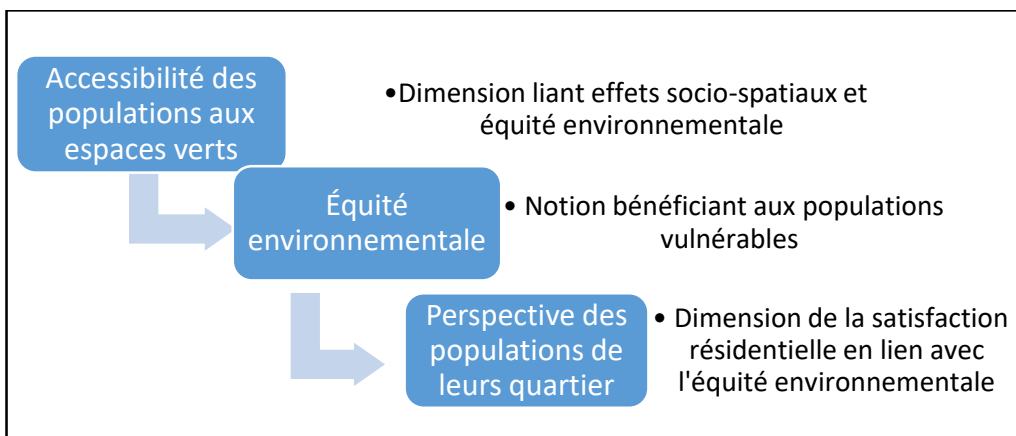 Accessibilité des
populations aux
espaces verts
•Dimension liant effets socio-spatiaux et
équité environnementale
Équité
environnementale
• Notion bénéficiant aux populations
vulnérables
Perspective des
populations de
leurs quartier
• Dimension de la satisfaction
résidentielle en lien avec
l'équité environnementale